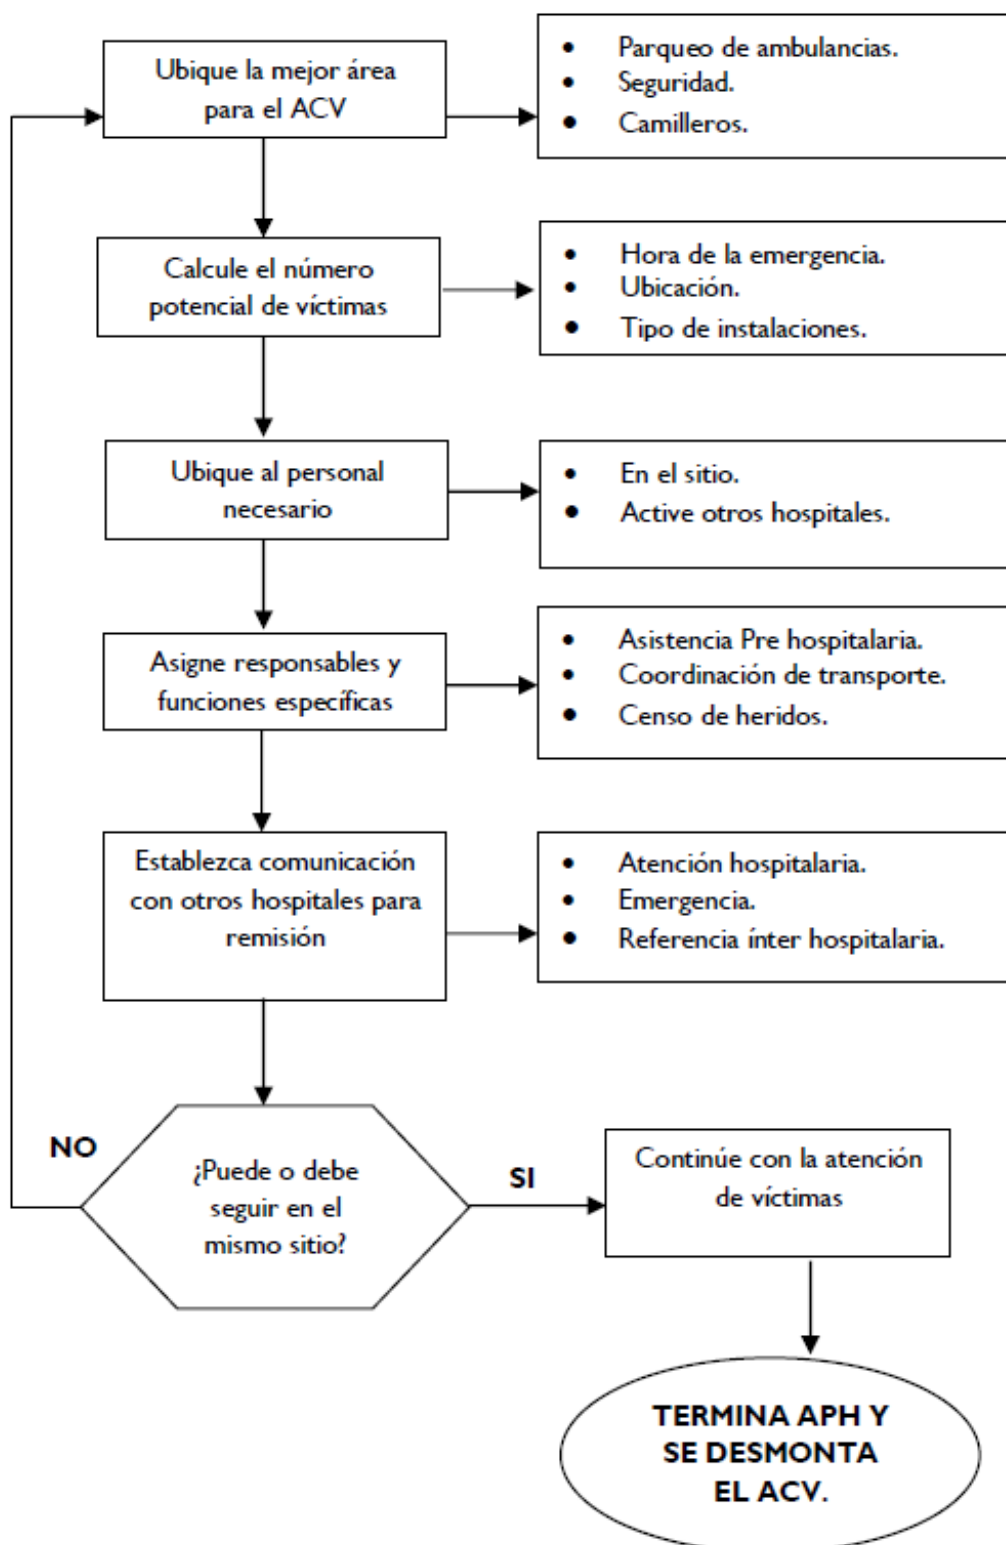 Ubique la mejor área
para el ACV
• Parqueo de ambulancias.
• Seguridad.
• Camilleros.
Calcule el número
potencial de víctimas
• Hora de la emergencia.
• Ubicación.
• Tipo de instalaciones.
Ubique al personal
necesario
• En el sitio.
• Active otros hospitales.
Asigne responsables y
funciones específicas
• Asistencia Pre hospitalaria.
• Coordinación de transporte.
• Censo de heridos.
Establezca comunicación
con otros hospitales para
remisión
• Atención hospitalaria.
• Emergencia.
• Referencia ínter hospitalaria.
NO
¿Puede o debe
seguir en el
mismo sitio?
SI
Continúe con la atención
de víctimas
TERMINA APH Y
SE DESMONTA
EL ACV.